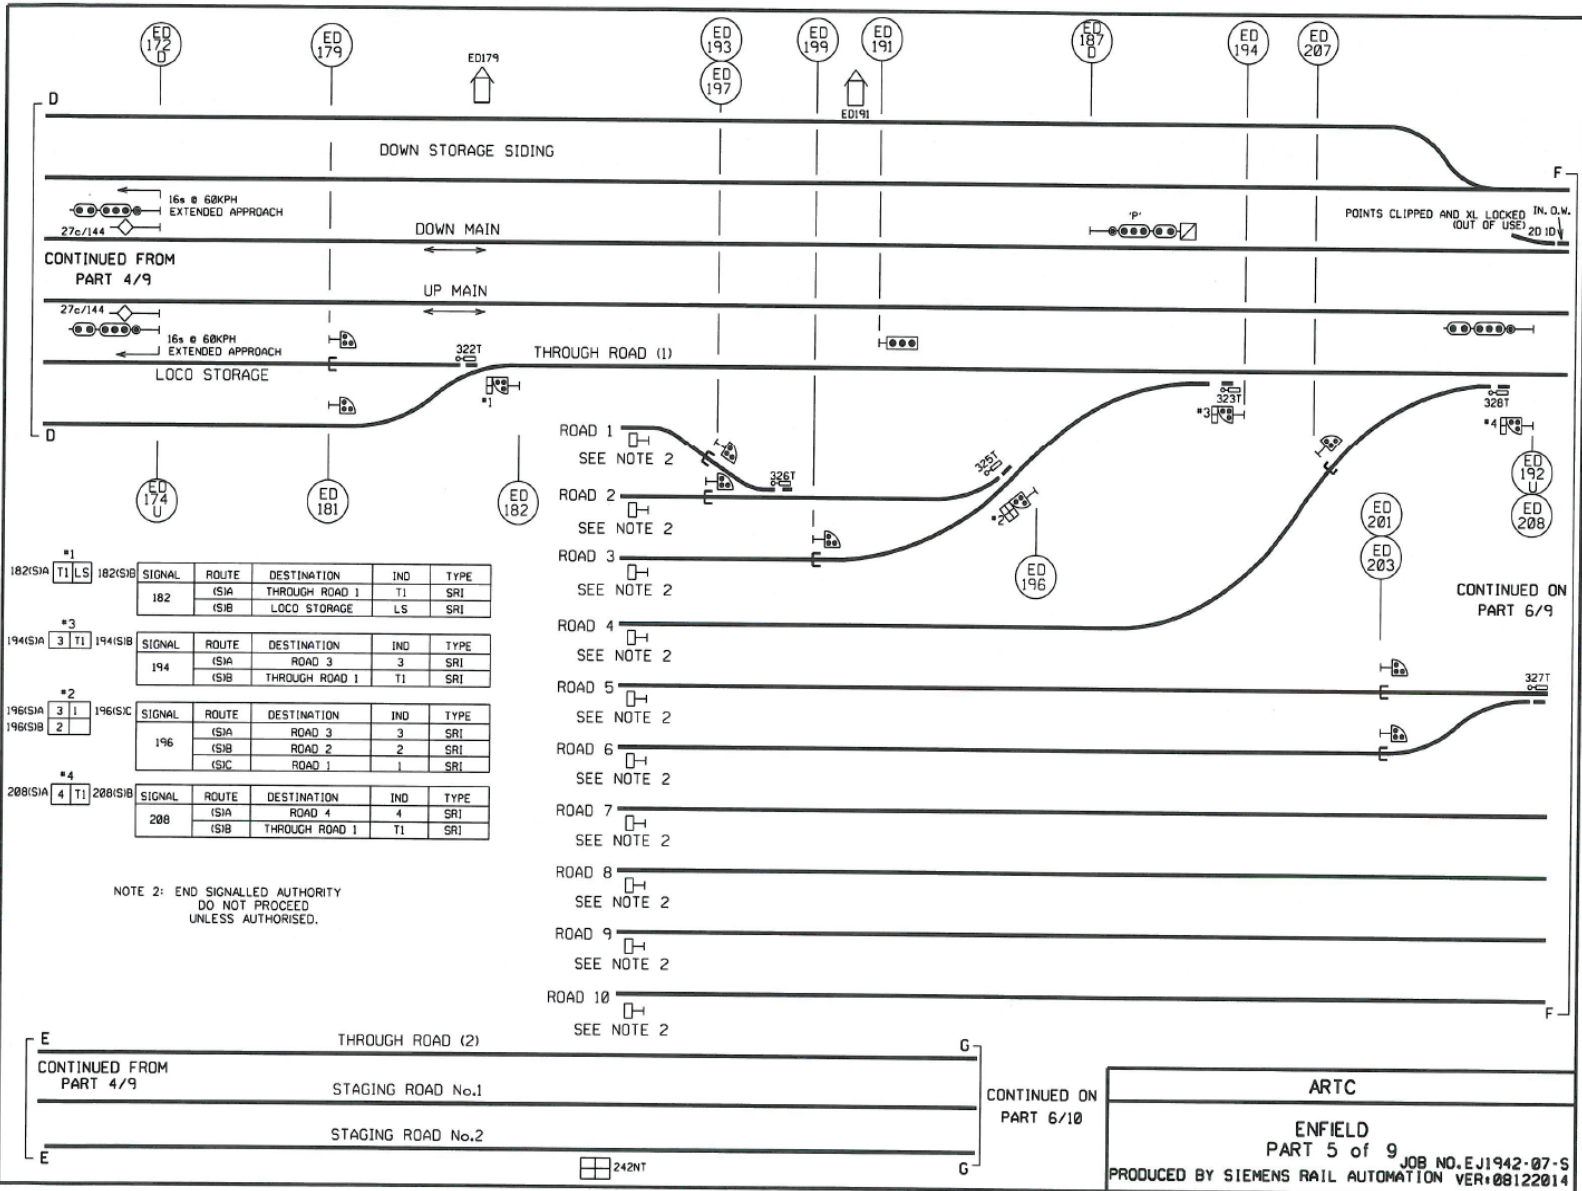 ED 172 D
ED 179
ED179
ED 193
ED 197
ED 199
ED 191
ED191
ED 187 D
ED 194
ED 207
D
DOWN STORAGE SIDING
F
16s @ 60KPH
EXTENDED APPROACH
27c/144
DOWN MAIN
'P'
POINTS CLIPPED AND XL LOCKED
(OUT OF USE)
IN. O.W.
2D 1D
CONTINUED FROM
PART 4/9
UP MAIN
27c/144
16s @ 60KPH
EXTENDED APPROACH
322T
THROUGH ROAD (1)
LOCO STORAGE
*1
323T
*3
328T
*4
D
ROAD 1
SEE NOTE 2
326T
325T
ROAD 2
SEE NOTE 2
*2
ED 174 U
ED 181
ED 182
ED 192 U
ED 208
ED 201
ED 203
ROAD 3
SEE NOTE 2
ED 196
CONTINUED ON
PART 6/9
ROAD 4
SEE NOTE 2
ROAD 5
SEE NOTE 2
327T
ROAD 6
SEE NOTE 2
ROAD 7
SEE NOTE 2
ROAD 8
SEE NOTE 2
ROAD 9
SEE NOTE 2
ROAD 10
SEE NOTE 2
F
*1
182(S)A T1 LS 182(S)B
SIGNAL ROUTE DESTINATION IND TYPE
182 (S)A THROUGH ROAD 1 T1 SRI
(S)B LOCO STORAGE LS SRI
*3
194(S)A 3 T1 194(S)B
SIGNAL ROUTE DESTINATION IND TYPE
194 (S)A ROAD 3 3 SRI
(S)B THROUGH ROAD 1 T1 SRI
*2
196(S)A 3 1 196(S)C
196(S)B 2
SIGNAL ROUTE DESTINATION IND TYPE
196 (S)A ROAD 3 3 SRI
(S)B ROAD 2 2 SRI
(S)C ROAD 1 1 SRI
*4
208(S)A 4 T1 208(S)B
SIGNAL ROUTE DESTINATION IND TYPE
208 (S)A ROAD 4 4 SRI
(S)B THROUGH ROAD 1 T1 SRI
NOTE 2: END SIGNALLED AUTHORITY
DO NOT PROCEED
UNLESS AUTHORISED.
E
THROUGH ROAD (2)
G
CONTINUED FROM
PART 4/9
STAGING ROAD No.1
CONTINUED ON
PART 6/10
STAGING ROAD No.2
E
242NT
G
ARTC
ENFIELD
PART 5 of 9
JOB NO.EJ1942-07-S
PRODUCED BY SIEMENS RAIL AUTOMATION VER:08122014